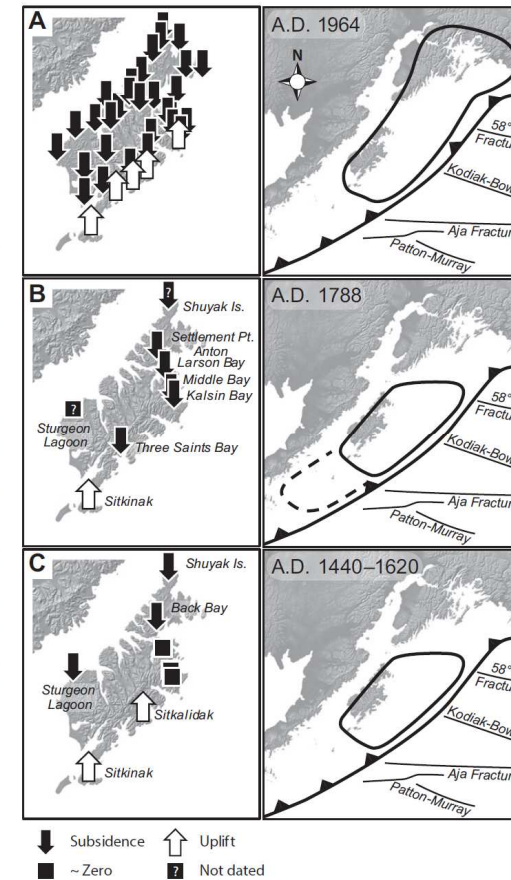 A
A.D. 1964
N
58°
Fractu
Kodiak-Bow
Aja Fractur
Patton-Murray
B
?
Shuyak Is.
Settlement Pt.
Anton
Larson Bay
Middle Bay
Kalsin Bay
?
Sturgeon
Lagoon
Three Saints Bay
Sitkinak
A.D. 1788
58°
Fractu
Kodiak-Bow
Aja Fractur
Patton-Murray
C
Shuyak Is.
Back Bay
Sturgeon
Lagoon
Sitkalidak
Sitkinak
A.D. 1440–1620
58°
Fractu
Kodiak-Bow
Aja Fractur
Patton-Murray
Subsidence
Uplift
~ Zero
? Not dated